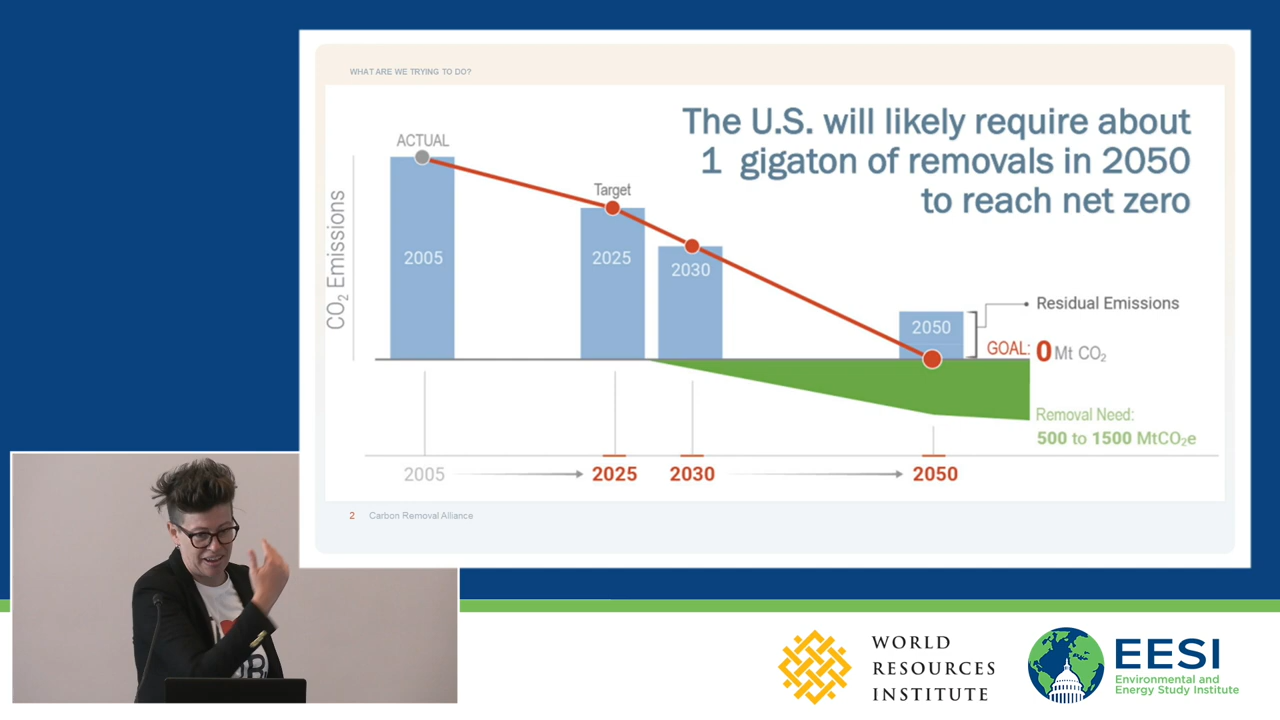 WHAT ARE WE TRYING TO DO?
The U.S. will likely require about
1 gigaton of removals in 2050
to reach net zero
ACTUAL
Target
CO₂ Emissions
2005
2025
2030
2050
Residual Emissions
GOAL: 0 Mt CO₂
Removal Need:
500 to 1500 MtCO₂e
2005 2025 2030 2050
2 Carbon Removal Alliance
WORLD
RESOURCES
INSTITUTE
EESI
Environmental and
Energy Study Institute